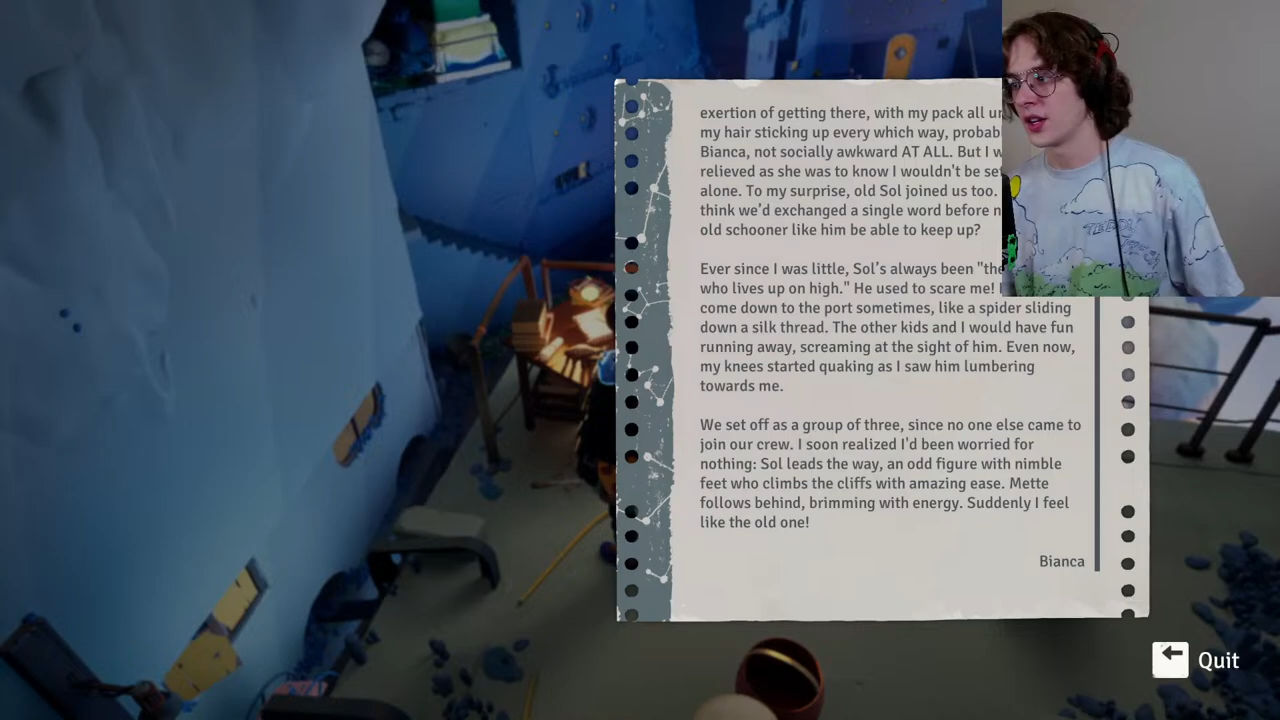 exertion of getting there, with my pack all
my hair sticking up every which way,
Bianca, not socially awkward AT ALL. But I
relieved as she was to know I wouldn't be
alone. To my surprise, old Sol joined us too.
think we'd exchanged a single word before
old schooner like him be able to keep up?
Ever since I was little, Sol's always been "the
who lives up on high." He used to scare me!
come down to the port sometimes, like a spider sliding
down a silk thread. The other kids and I would have fun
running away, screaming at the sight of him. Even now,
my knees started quaking as I saw him lumbering
towards me.
We set off as a group of three, since no one else came to
join our crew. I soon realized I'd been worried for
nothing: Sol leads the way, an odd figure with nimble
feet who climbs the cliffs with amazing ease. Mette
follows behind, brimming with energy. Suddenly I feel
like the old one!
Bianca
Quit